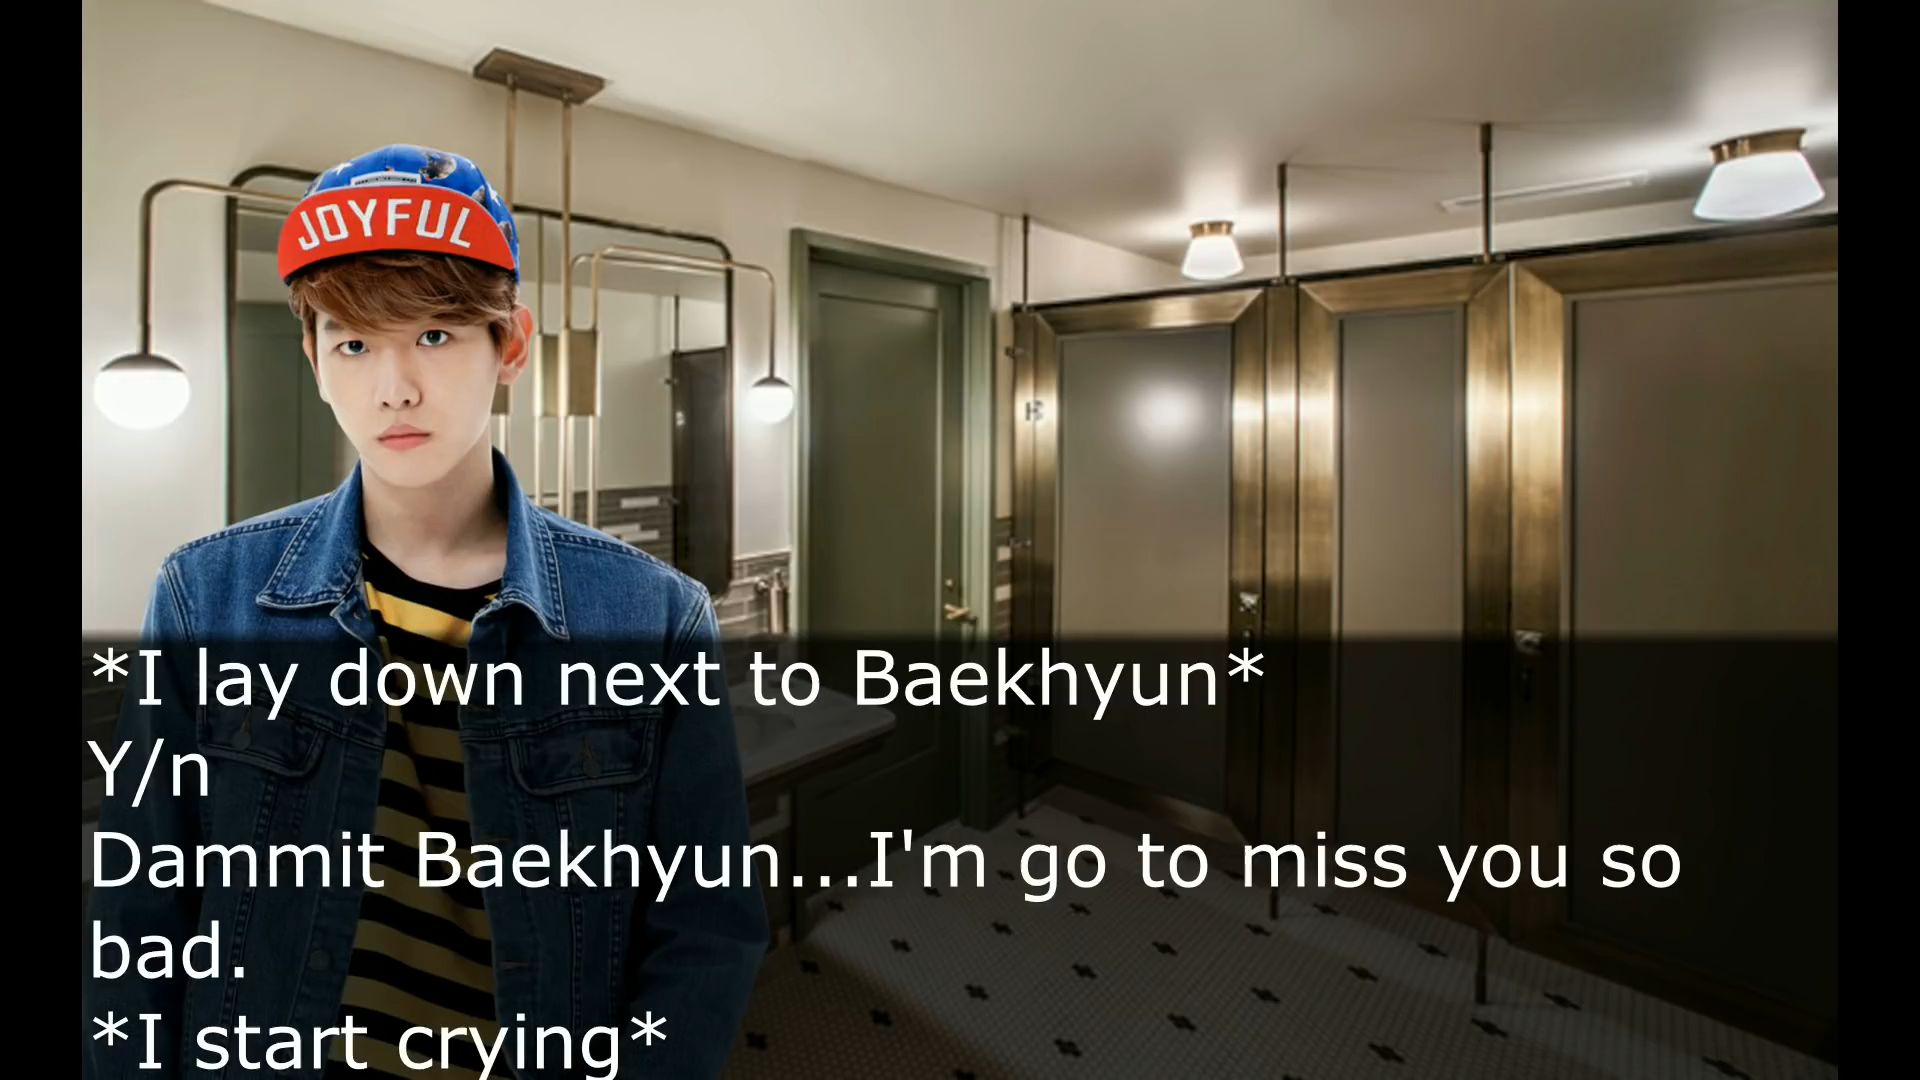 JOYFUL
*I lay down next to Baekhyun*
Y/n
Dammit Baekhyun...I'm go to miss you so
bad.
*I start crying*